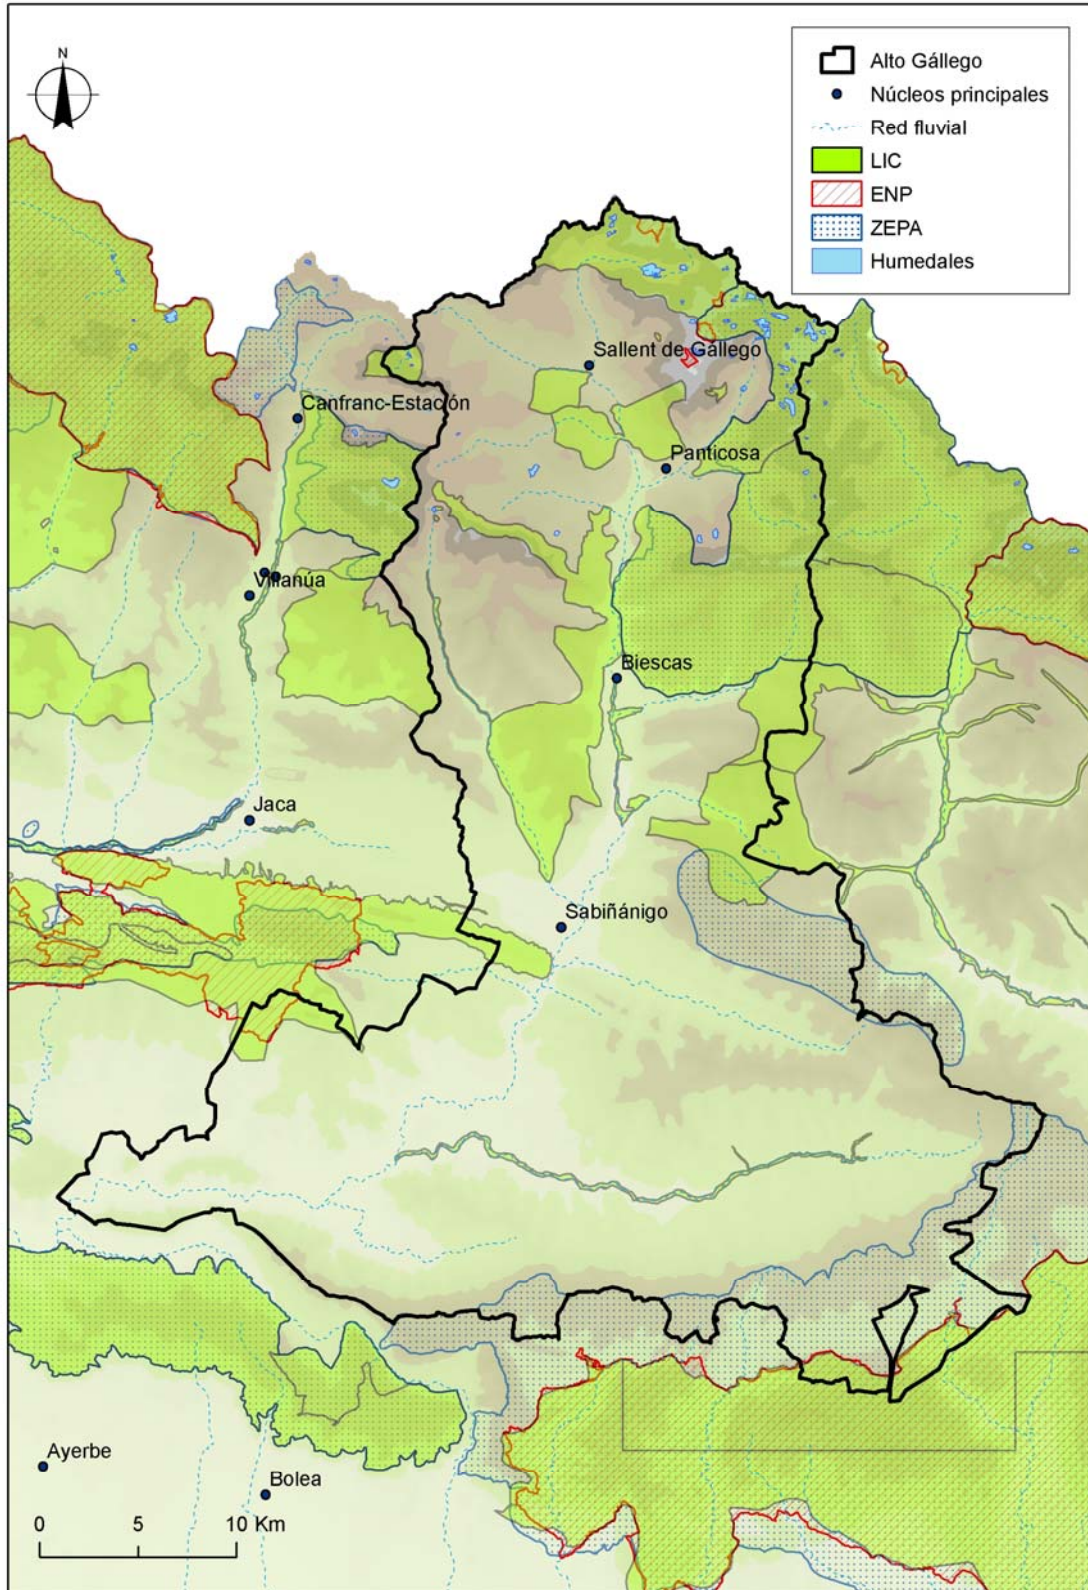 N
Alto Gállego
Núcleos principales
Red fluvial
LIC
ENP
ZEPA
Humedales
Sallent de Gállego
Canfranc-Estación
Panticosa
Villanúa
Biescas
Jaca
Sabiñánigo
Ayerbe
Bolea
0 5 10 Km